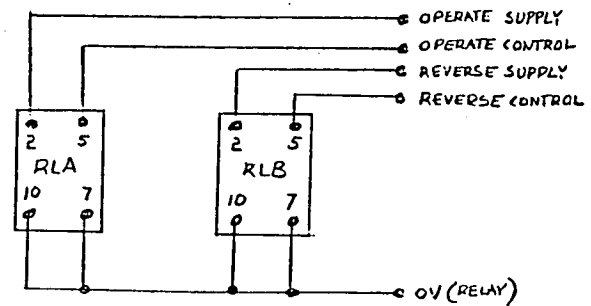 OPERATE SUPPLY
OPERATE CONTROL
REVERSE SUPPLY
REVERSE CONTROL
2 5
RLA
10 7
2 5
RLB
10 7
0V (RELAY)